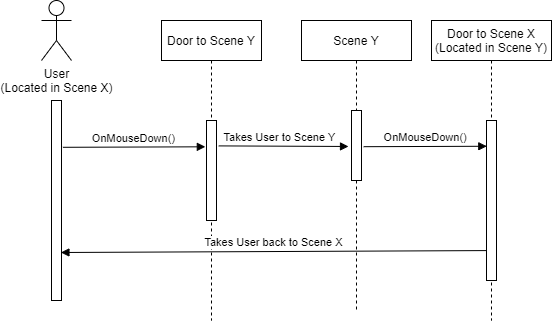 Door to Scene Y
Scene Y
Door to Scene X
(Located in Scene Y)
User
(Located in Scene X)
OnMouseDown()
Takes User to Scene Y
OnMouseDown()
Takes User back to Scene X